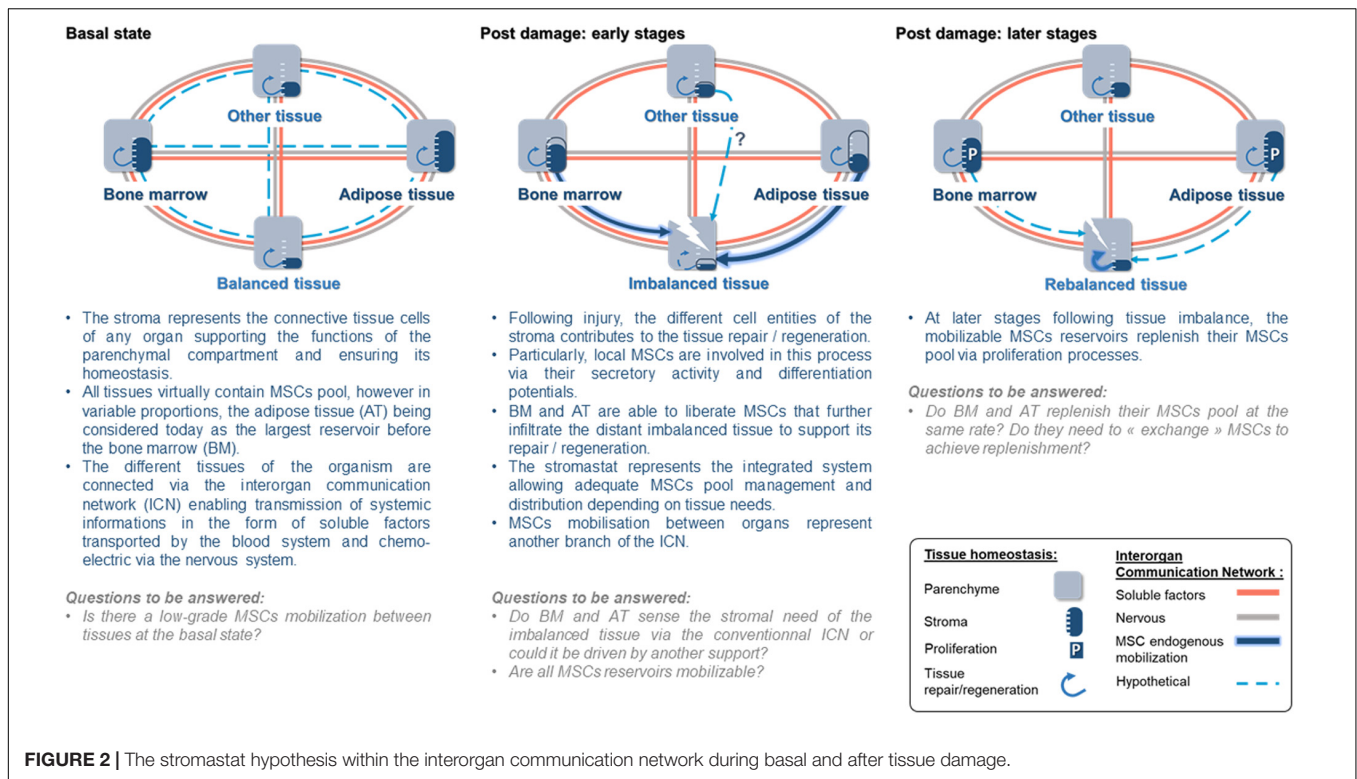 Basal state
Other tissue
Bone marrow
Adipose tissue
Balanced tissue
• The stroma represents the connective tissue cells
of any organ supporting the functions of the
parenchymal compartment and ensuring its
homeostasis.
• All tissues virtually contain MSCs pool, however in
variable proportions, the adipose tissue (AT) being
considered today as the largest reservoir before
the bone marrow (BM).
• The different tissues of the organism are
connected via the interorgan communication
network (ICN) enabling transmission of systemic
informations in the form of soluble factors
transported by the blood system and chemo-
electric via the nervous system.
Questions to be answered:
• Is there a low-grade MSCs mobilization between
tissues at the basal state?
Post damage: early stages
Other tissue
?
Bone marrow
Adipose tissue
Imbalanced tissue
• Following injury, the different cell entities of the
stroma contributes to the tissue repair / regeneration.
• Particularly, local MSCs are involved in this process
via their secretory activity and differentiation
potentials.
• BM and AT are able to liberate MSCs that further
infiltrate the distant imbalanced tissue to support its
repair / regeneration.
• The stromastat represents the integrated system
allowing adequate MSCs pool management and
distribution depending on tissue needs.
• MSCs mobilisation between organs represent
another branch of the ICN.
Questions to be answered:
• Do BM and AT sense the stromal need of the
imbalanced tissue via the conventionnal ICN or
could it be driven by another support?
• Are all MSCs reservoirs mobilizable?
Post damage: later stages
Other tissue
P
P
Bone marrow
Adipose tissue
Rebalanced tissue
• At later stages following tissue imbalance, the
mobilizable MSCs reservoirs replenish their MSCs
pool via proliferation processes.
Questions to be answered:
• Do BM and AT replenish their MSCs pool at the
same rate? Do they need to « exchange » MSCs to
achieve replenishment?
Tissue homeostasis:
Parenchyme
Stroma
Proliferation
P
Tissue
repair/regeneration
Interorgan
Communication Network :
Soluble factors
Nervous
MSC endogenous
mobilization
Hypothetical
FIGURE 2 | The stromastat hypothesis within the interorgan communication network during basal and after tissue damage.